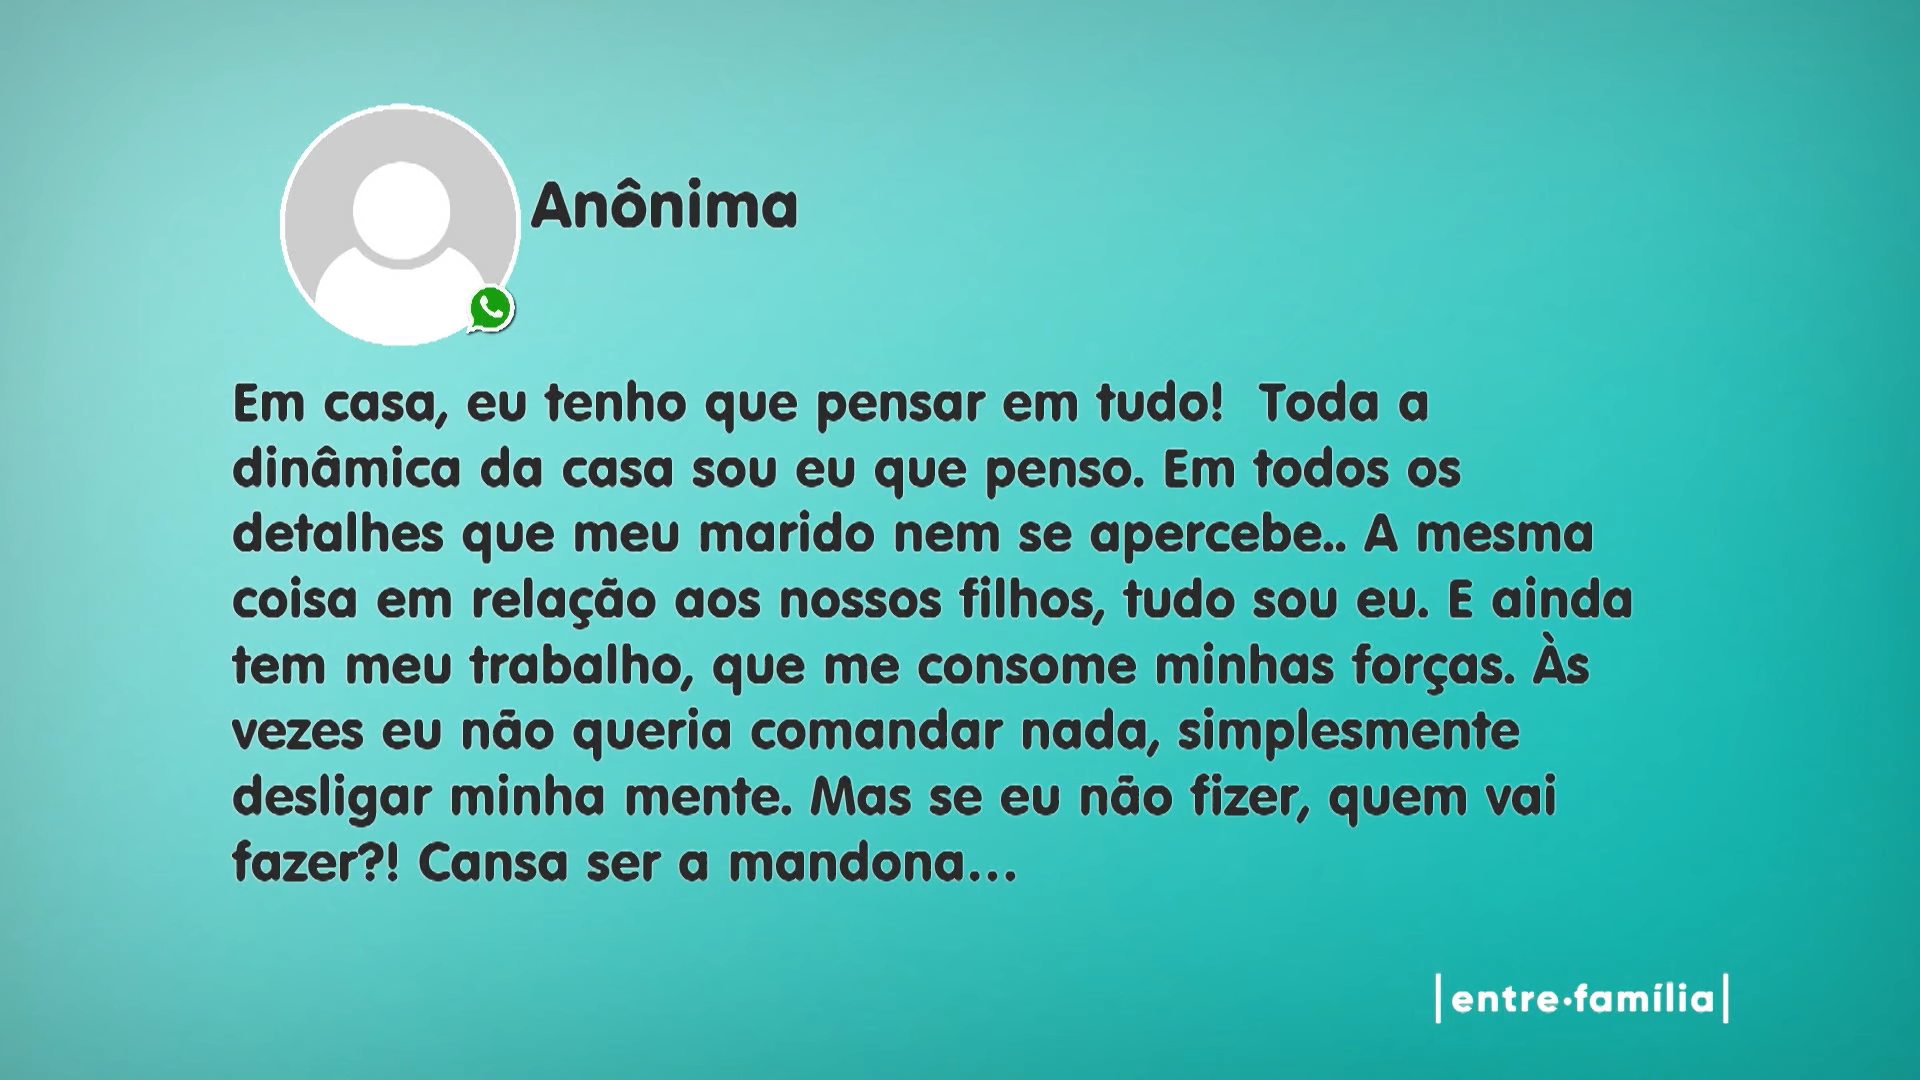 Anônima
Em casa, eu tenho que pensar em tudo!  Toda a
dinâmica da casa sou eu que penso. Em todos os
detalhes que meu marido nem se apercebe.. A mesma
coisa em relação aos nossos filhos, tudo sou eu. E ainda
tem meu trabalho, que me consome minhas forças. Às
vezes eu não queria comandar nada, simplesmente
desligar minha mente. Mas se eu não fizer, quem vai
fazer?! Cansa ser a mandona...
|entre•família|